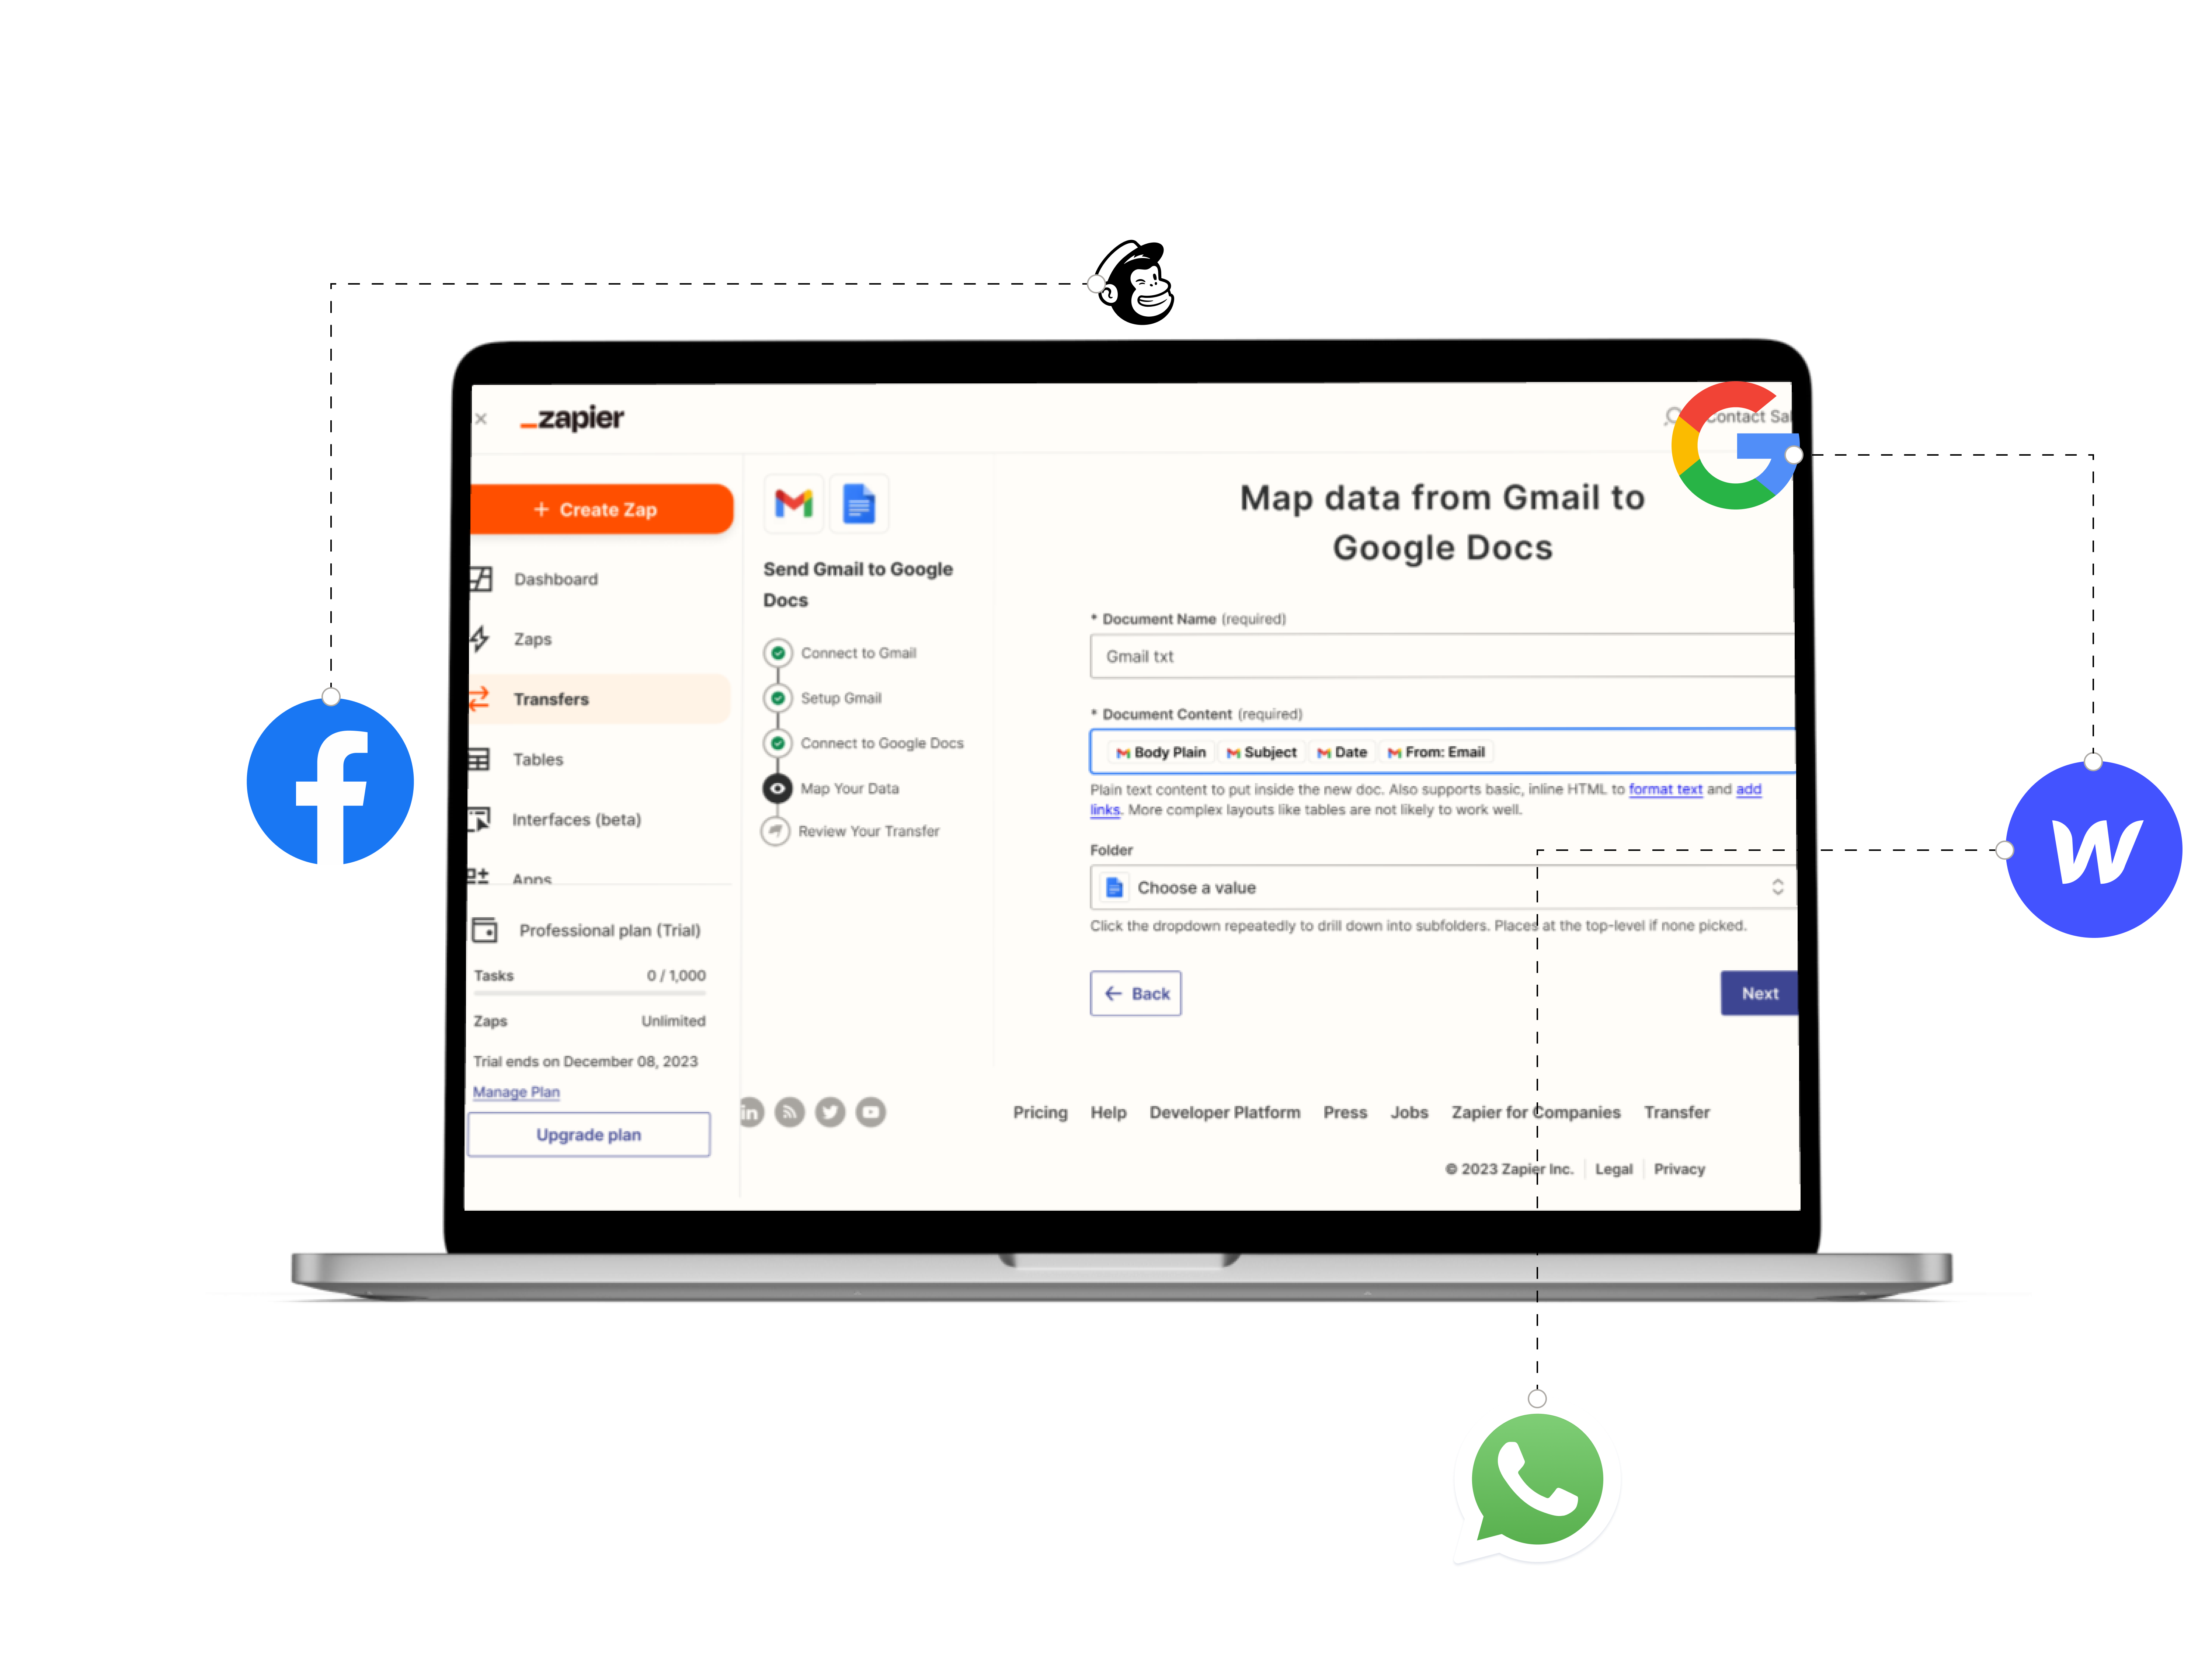 zapier
Contact Sal
+ Create Zap
Dashboard
Zaps
Transfers
Tables
Interfaces (beta)
Apps
Professional plan (Trial)
Tasks 0 / 1,000
Zaps Unlimited
Trial ends on December 08, 2023
Manage Plan
Upgrade plan
Send Gmail to Google
Docs
Connect to Gmail
Setup Gmail
Connect to Google Docs
Map Your Data
Review Your Transfer
Map data from Gmail to
Google Docs
* Document Name (required)
Gmail txt
* Document Content (required)
Body Plain Subject Date From: Email
Plain text content to put inside the new doc. Also supports basic, inline HTML to format text and add
links. More complex layouts like tables are not likely to work well.
Folder
Choose a value
Click the dropdown repeatedly to drill down into subfolders. Places at the top-level if none picked.
Back
Next
in
Pricing Help Developer Platform Press Jobs Zapier for Companies Transfer
© 2023 Zapier Inc. Legal Privacy